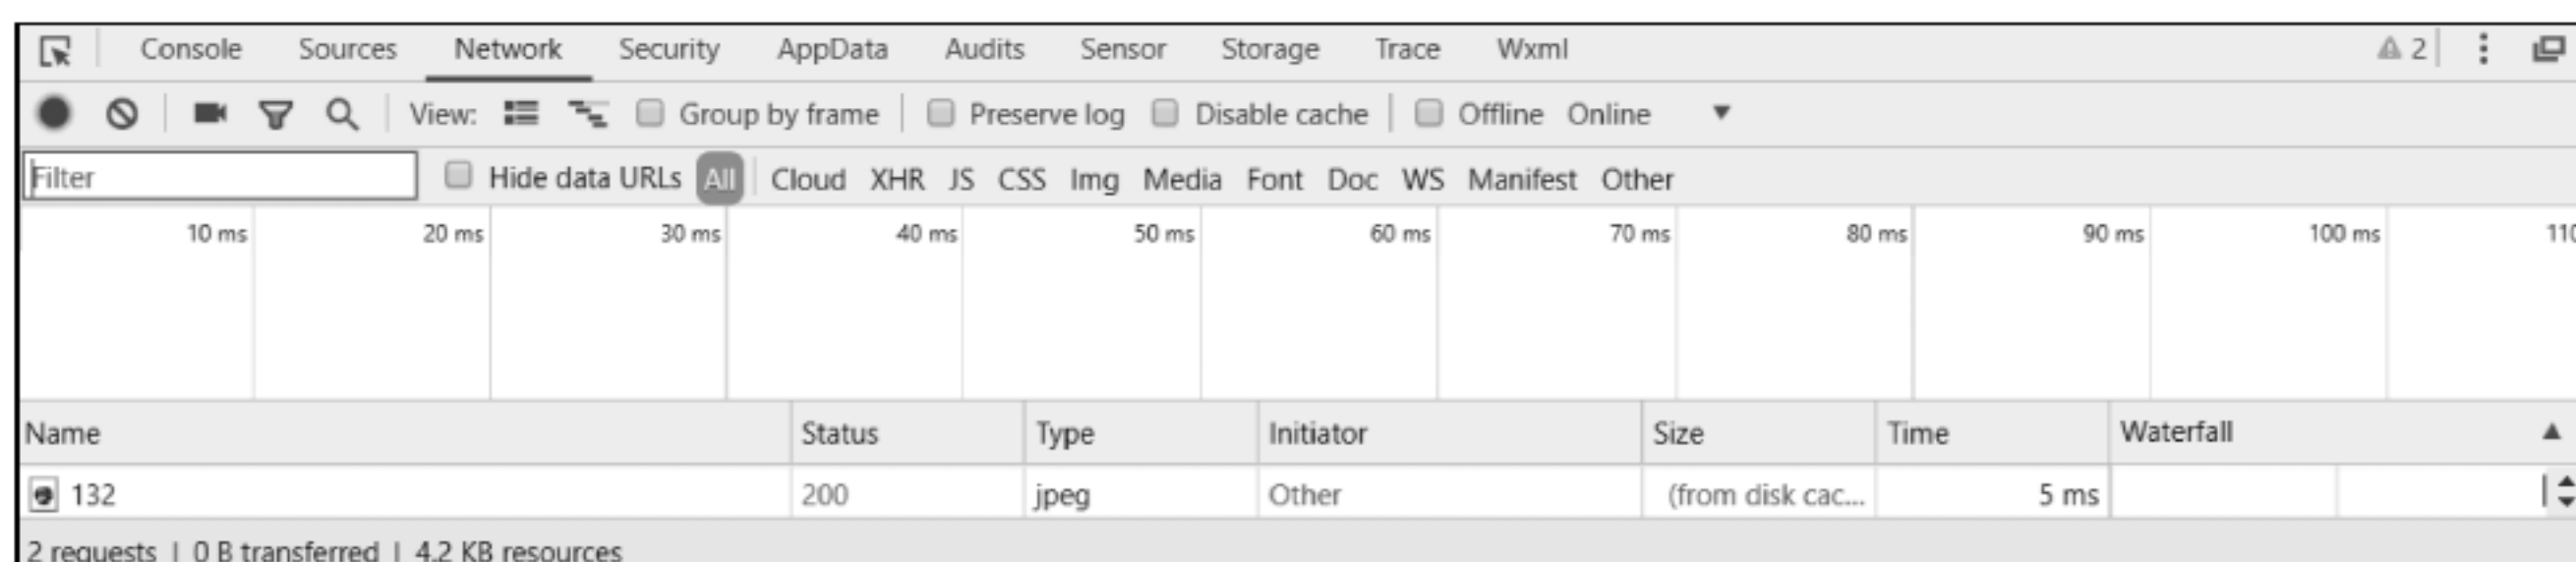 Console Sources Network Security AppData Audits Sensor Storage Trace Wxml 2
View: Group by frame Preserve log Disable cache Offline Online
Filter Hide data URLs All Cloud XHR JS CSS Img Media Font Doc WS Manifest Other
10 ms 20 ms 30 ms 40 ms 50 ms 60 ms 70 ms 80 ms 90 ms 100 ms 110
Name Status Type Initiator Size Time Waterfall
132 200 jpeg Other (from disk cac... 5 ms
2 requests | 0 B transferred | 4.2 KB resources